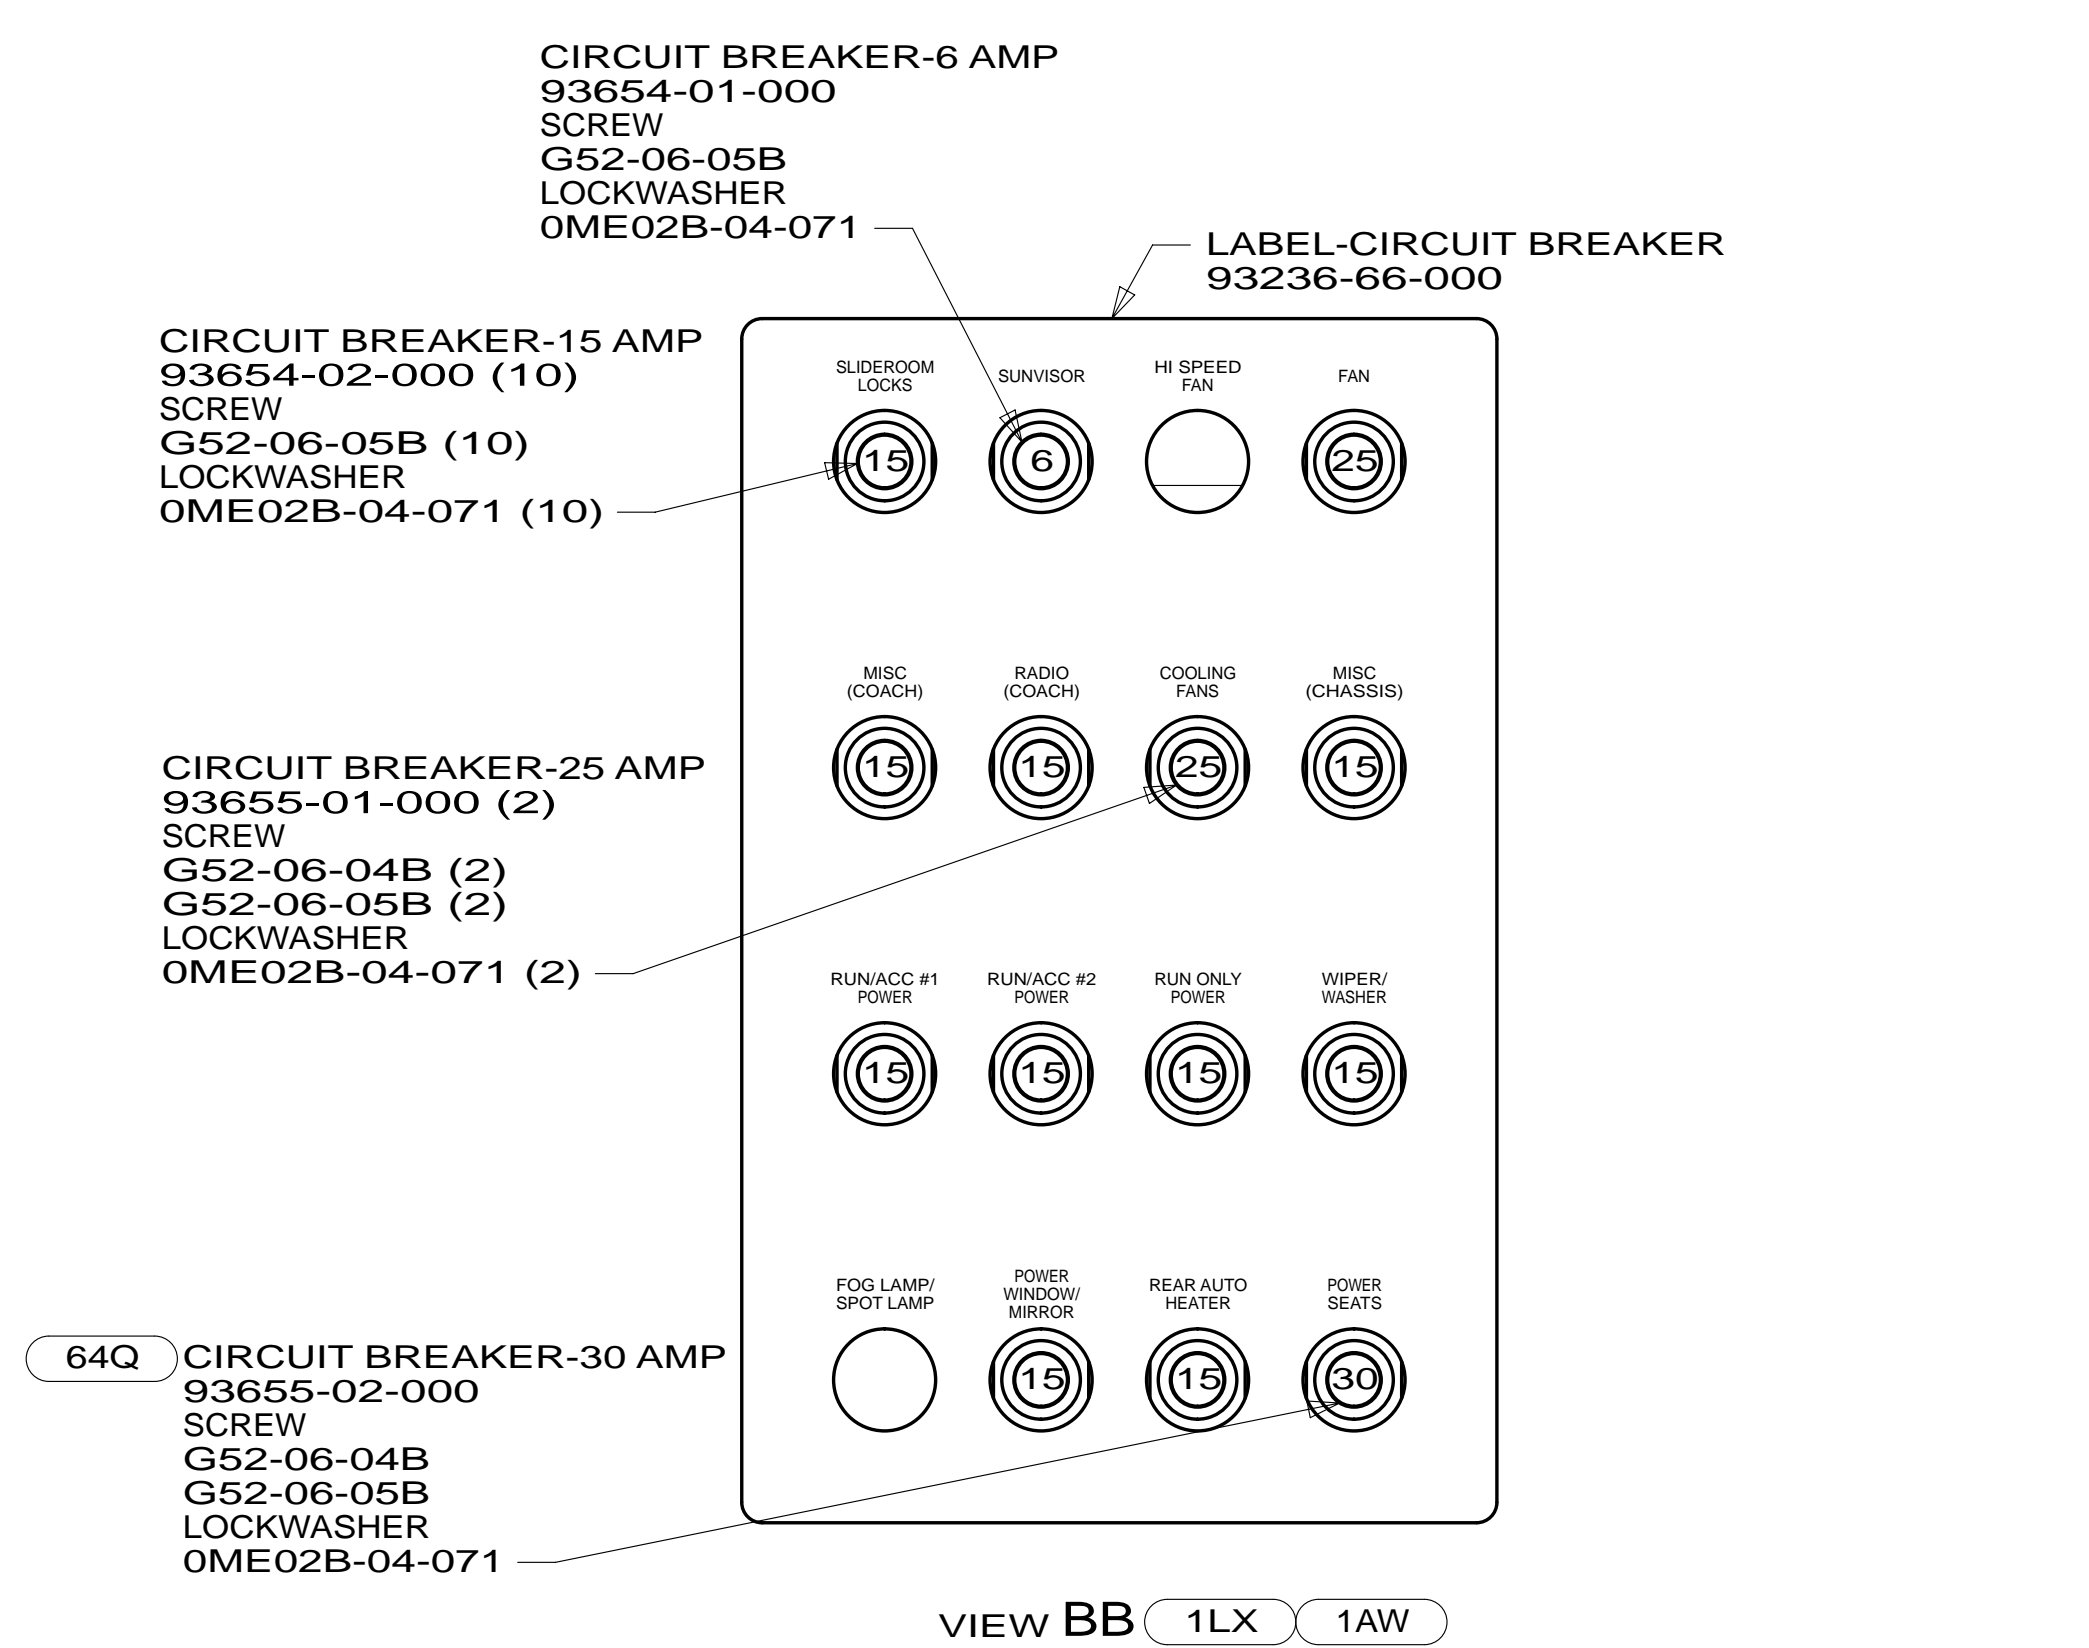 CIRCUIT BREAKER-6 AMP
93654-01-000
SCREW
G52-06-05B
LOCKWASHER
0ME02B-04-071
LABEL-CIRCUIT BREAKER
93236-66-000
CIRCUIT BREAKER-15 AMP
93654-02-000 (10)
SCREW
G52-06-05B (10)
LOCKWASHER
0ME02B-04-071 (10)
SLIDEROOM
LOCKS
SUNVISOR
HI SPEED
FAN
FAN
15
6
25
MISC
(COACH)
RADIO
(COACH)
COOLING
FANS
MISC
(CHASSIS)
15
15
25
15
CIRCUIT BREAKER-25 AMP
93655-01-000 (2)
SCREW
G52-06-04B (2)
G52-06-05B (2)
LOCKWASHER
0ME02B-04-071 (2)
RUN/ACC #1
POWER
RUN/ACC #2
POWER
RUN ONLY
POWER
WIPER/
WASHER
15
15
15
15
FOG LAMP/
SPOT LAMP
POWER
WINDOW/
MIRROR
REAR AUTO
HEATER
POWER
SEATS
15
15
30
64Q
CIRCUIT BREAKER-30 AMP
93655-02-000
SCREW
G52-06-04B
G52-06-05B
LOCKWASHER
0ME02B-04-071
VIEW BB 1LX 1AW